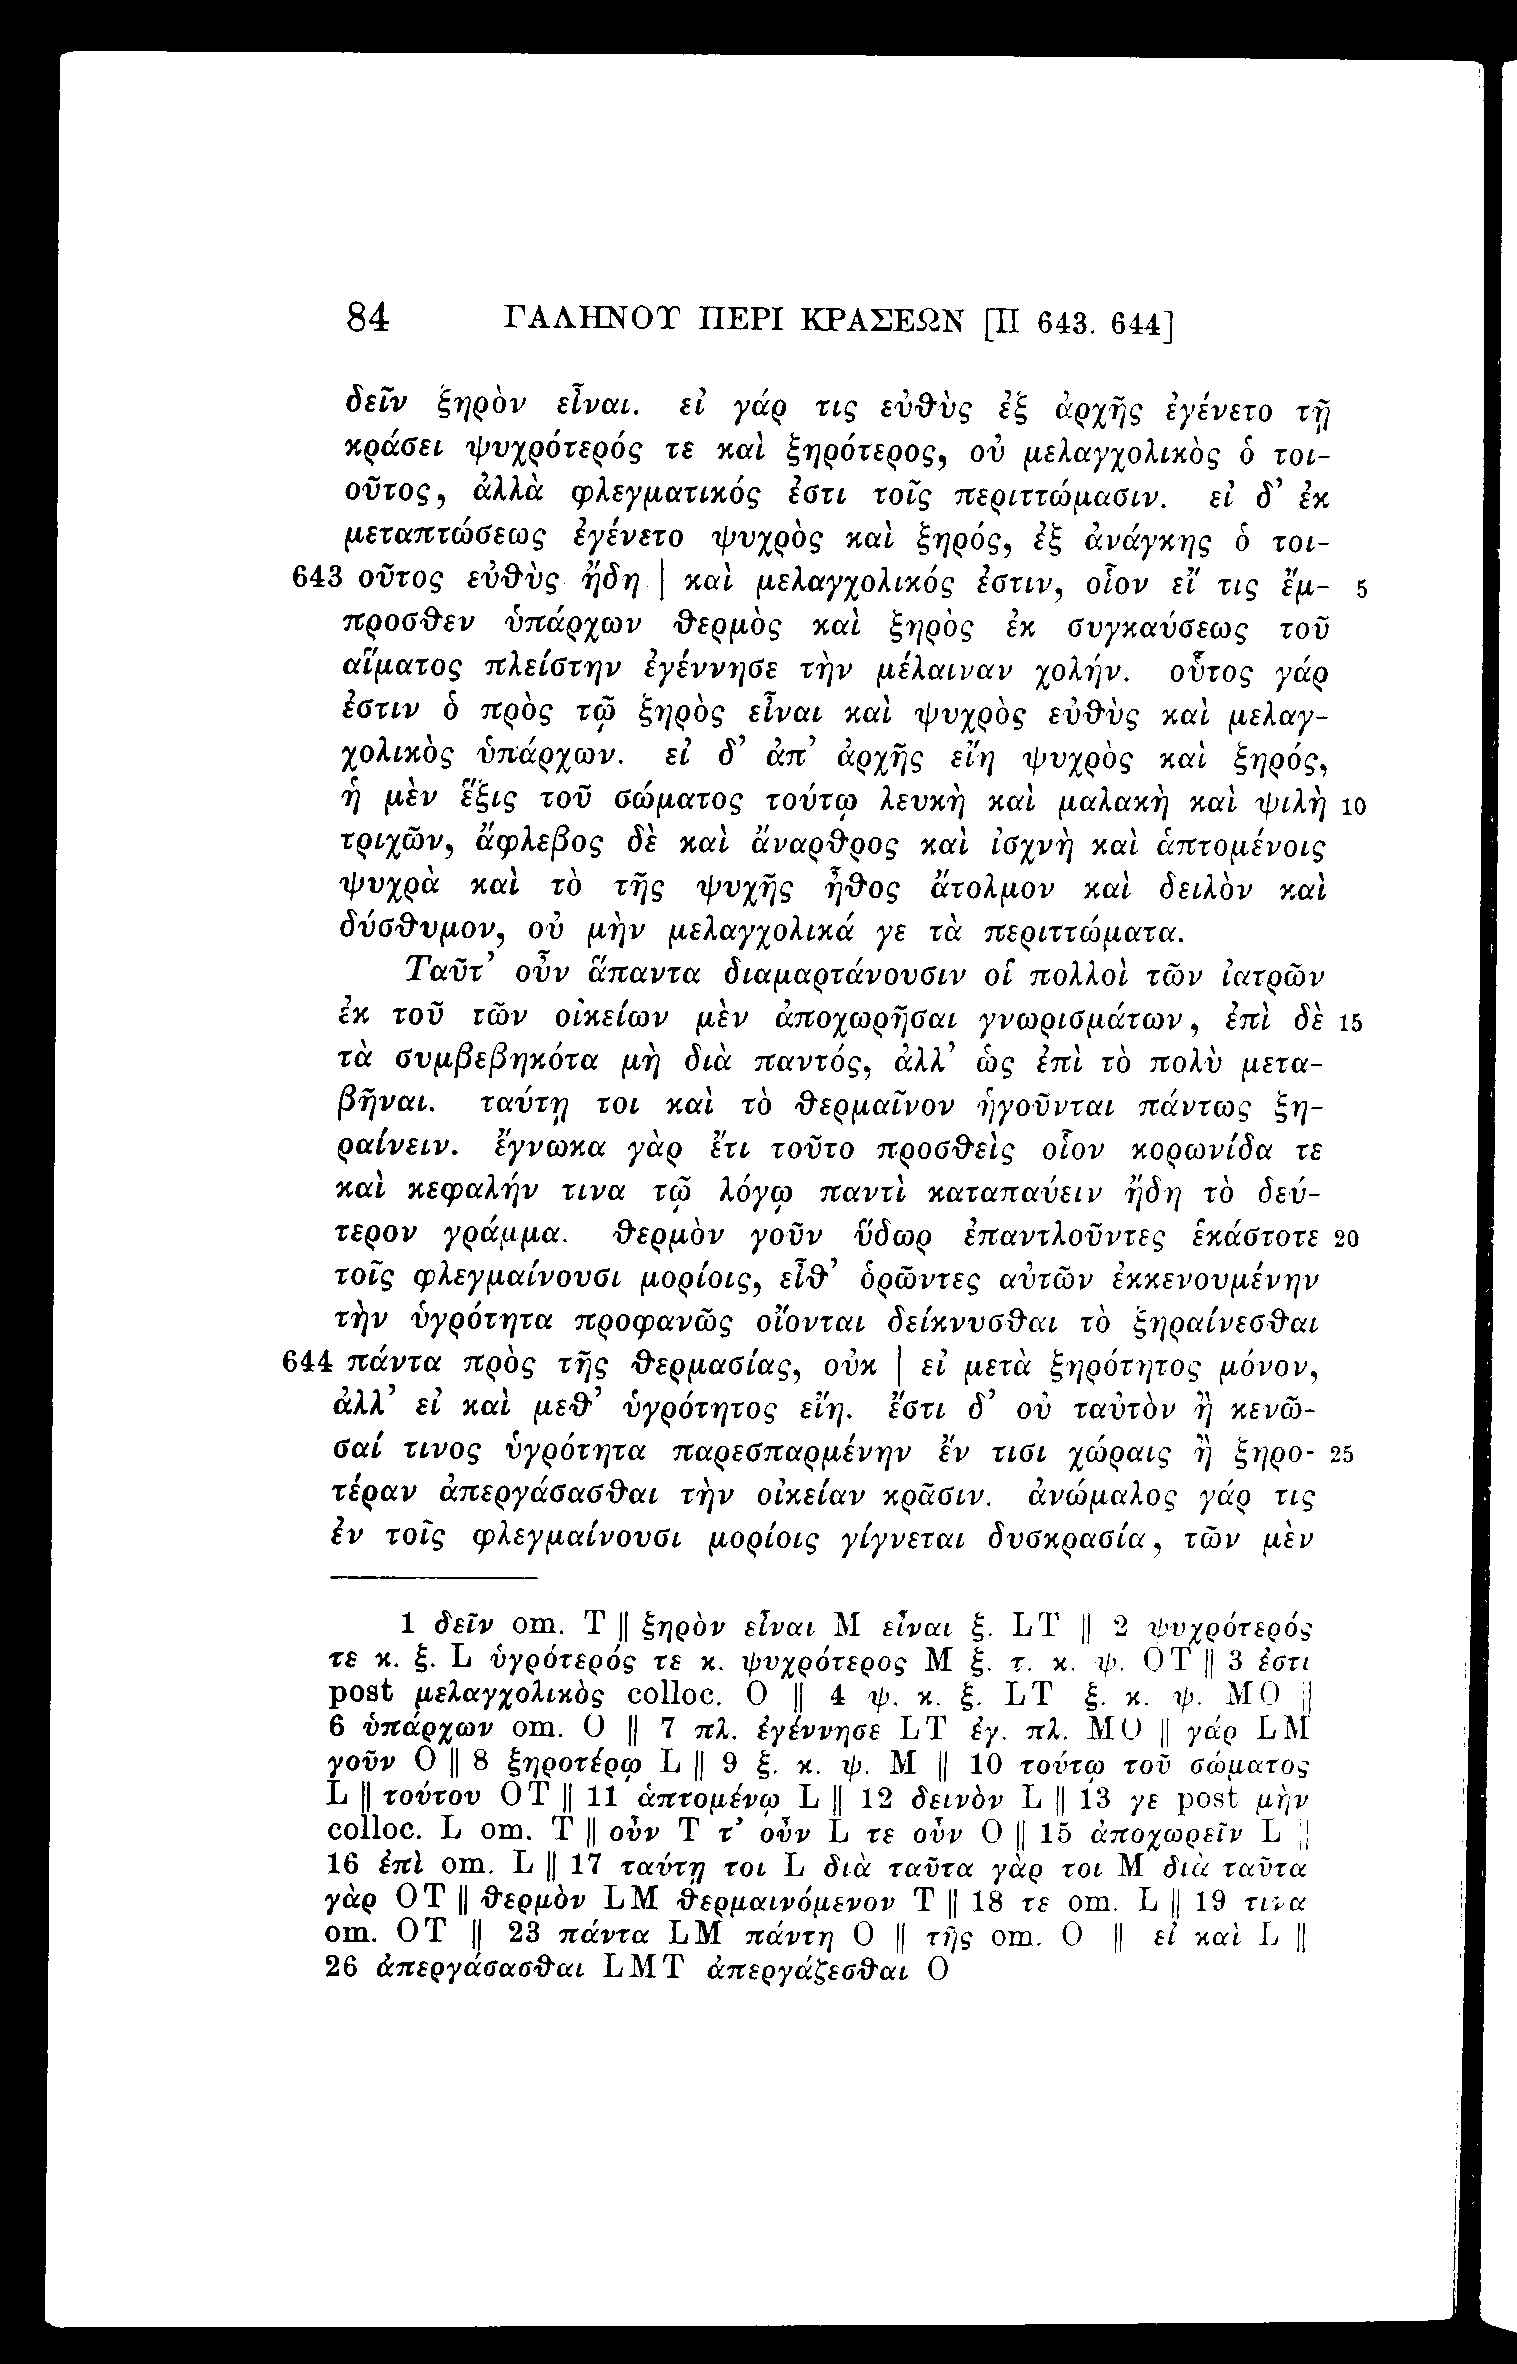 84 ΓΑΛΗΝΟΥ ΠΕΡΙ ΚΡΑΣΕΩΝ [II 643. 644]
δεῖν ξηρὸν εἶναι. εἰ γάρ τις εὐθὺς ἐξ ἀρχῆς ἐγένετο τῇ
κράσει ψυχρότερός τε καὶ ξηρότερος, οὐ μελαγχολικὸς ὁ τοι-
οῦτος, ἀλλὰ φλεγματικός ἐστι τοῖς περιττώμασιν. εἰ δ’ ἐκ
μεταπτώσεως ἐγένετο ψυχρὸς καὶ ξηρός, ἐξ ἀνάγκης ὁ τοι-
643 οῦτος εὐθὺς ἤδη | καὶ μελαγχολικός ἐστιν, οἷον εἴ τις ἔμ- 5
προσθεν ὑπάρχων θερμὸς καὶ ξηρὸς ἐκ συγκαύσεως τοῦ
αἵματος πλείστην ἐγέννησε τὴν μέλαιναν χολήν. οὗτος γάρ
ἐστιν ὁ πρὸς τῷ ξηρὸς εἶναι καὶ ψυχρὸς εὐθὺς καὶ μελαγ-
χολικὸς ὑπάρχων. εἰ δ’ ἀπ’ ἀρχῆς εἴη ψυχρὸς καὶ ξηρός,
ἡ μὲν ἕξις τοῦ σώματος τούτῳ λευκὴ καὶ μαλακὴ καὶ ψιλὴ 10
τριχῶν, ἄφλεβος δὲ καὶ ἄναρθρος καὶ ἰσχνὴ καὶ ἁπτομένοις
ψυχρὰ καὶ τὸ τῆς ψυχῆς ἦθος ἄτολμον καὶ δειλὸν καὶ
δύσθυμον, οὐ μὴν μελαγχολικά γε τὰ περιττώματα.
Ταῦτ’ οὖν ἅπαντα διαμαρτάνουσιν οἱ πολλοὶ τῶν ἰατρῶν
ἐκ τοῦ τῶν οἰκείων μὲν ἀποχωρῆσαι γνωρισμάτων, ἐπὶ δὲ 15
τὰ συμβεβηκότα μὴ διὰ παντός, ἀλλ’ ὡς ἐπὶ τὸ πολὺ μετα-
βῆναι. ταύτῃ τοι καὶ τὸ θερμαῖνον ἡγοῦνται πάντως ξη-
ραίνειν. ἔγνωκα γὰρ ἔτι τοῦτο προσθεὶς οἷον κορωνίδα τε
καὶ κεφαλήν τινα τῷ λόγῳ παντὶ καταπαύειν ἤδη τὸ δεύ-
τερον γράμμα. θερμὸν γοῦν ὕδωρ ἐπαντλοῦντες ἑκάστοτε 20
τοῖς φλεγμαίνουσι μορίοις, εἶθ’ ὁρῶντες αὐτῶν ἐκκενουμένην
τὴν ὑγρότητα προφανῶς οἴονται δείκνυσθαι τὸ ξηραίνεσθαι
644 πάντα πρὸς τῆς θερμασίας, οὐκ | εἰ μετὰ ξηρότητος μόνον,
ἀλλ’ εἰ καὶ μεθ’ ὑγρότητος εἴη. ἔστι δ’ οὐ ταὐτὸν ἢ κενῶ-
σαί τινος ὑγρότητα παρεσπαρμένην ἔν τισι χώραις ἢ ξηρο- 25
τέραν ἀπεργάσασθαι τὴν οἰκείαν κρᾶσιν. ἀνώμαλος γάρ τις
ἐν τοῖς φλεγμαίνουσι μορίοις γίγνεται δυσκρασία, τῶν μὲν
1 δεῖν om. T || ξηρὸν εἶναι M εἶναι ξ. LT || 2 ψυχρότερός
τε κ. ξ. L ὑγρότερός τε κ. ψυχρότερος M ξ. τ. κ. ψ. OT || 3 ἐστι
post μελαγχολικὸς colloc. O || 4 ψ. κ. ξ. LT ξ. κ. ψ. MO ||
6 ὑπάρχων om. O || 7 πλ. ἐγέννησε LT ἐγ. πλ. MO || γάρ LM
γοῦν O || 8 ξηροτέρῳ L || 9 ξ. κ. ψ. M || 10 τούτῳ τοῦ σώματος
L || τούτου OT || 11 ἁπτομένῳ L || 12 δεινὸν L || 13 γε post μὴν
colloc. L om. T || οὖν T τ’ οὖν L τε οὖν O || 15 ἀποχωρεῖν L ||
16 ἐπὶ om. L || 17 ταύτῃ τοι L διὰ ταῦτα γὰρ τοι M διὰ ταῦτα
γὰρ OT || θερμὸν LM θερμαινόμενον T || 18 τε om. L || 19 τινα
om. OT || 23 πάντα LM πάντη O || τῆς om. O || εἰ καὶ L ||
26 ἀπεργάσασθαι LMT ἀπεργάζεσθαι O